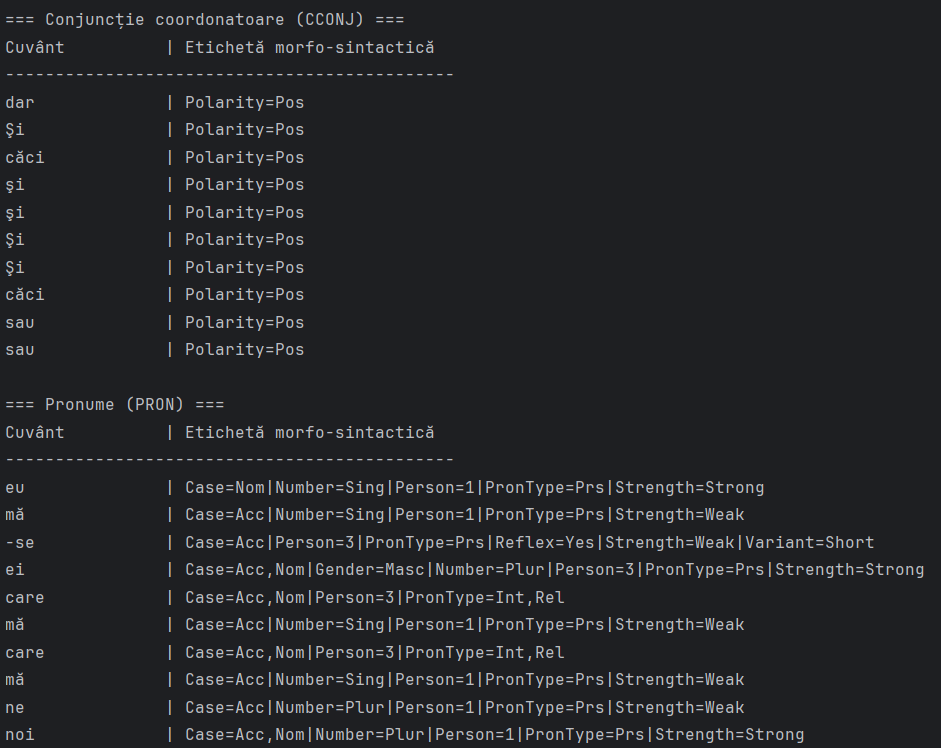 === Conjuncție coordonatoare (CCONJ) ===
Cuvânt          | Etichetă morfo-sintactică
---------------------------------------------
dar             | Polarity=Pos
Şi              | Polarity=Pos
căci            | Polarity=Pos
şi              | Polarity=Pos
şi              | Polarity=Pos
Şi              | Polarity=Pos
Şi              | Polarity=Pos
căci            | Polarity=Pos
sau             | Polarity=Pos
sau             | Polarity=Pos

=== Pronume (PRON) ===
Cuvânt          | Etichetă morfo-sintactică
---------------------------------------------
eu              | Case=Nom|Number=Sing|Person=1|PronType=Prs|Strength=Strong
mă              | Case=Acc|Number=Sing|Person=1|PronType=Prs|Strength=Weak
-se             | Case=Acc|Person=3|PronType=Prs|Reflex=Yes|Strength=Weak|Variant=Short
ei              | Case=Acc,Nom|Gender=Masc|Number=Plur|Person=3|PronType=Prs|Strength=Strong
care            | Case=Acc,Nom|Person=3|PronType=Int,Rel
mă              | Case=Acc|Number=Sing|Person=1|PronType=Prs|Strength=Weak
care            | Case=Acc,Nom|Person=3|PronType=Int,Rel
mă              | Case=Acc|Number=Sing|Person=1|PronType=Prs|Strength=Weak
ne              | Case=Acc|Number=Plur|Person=1|PronType=Prs|Strength=Weak
noi             | Case=Acc,Nom|Number=Plur|Person=1|PronType=Prs|Strength=Strong